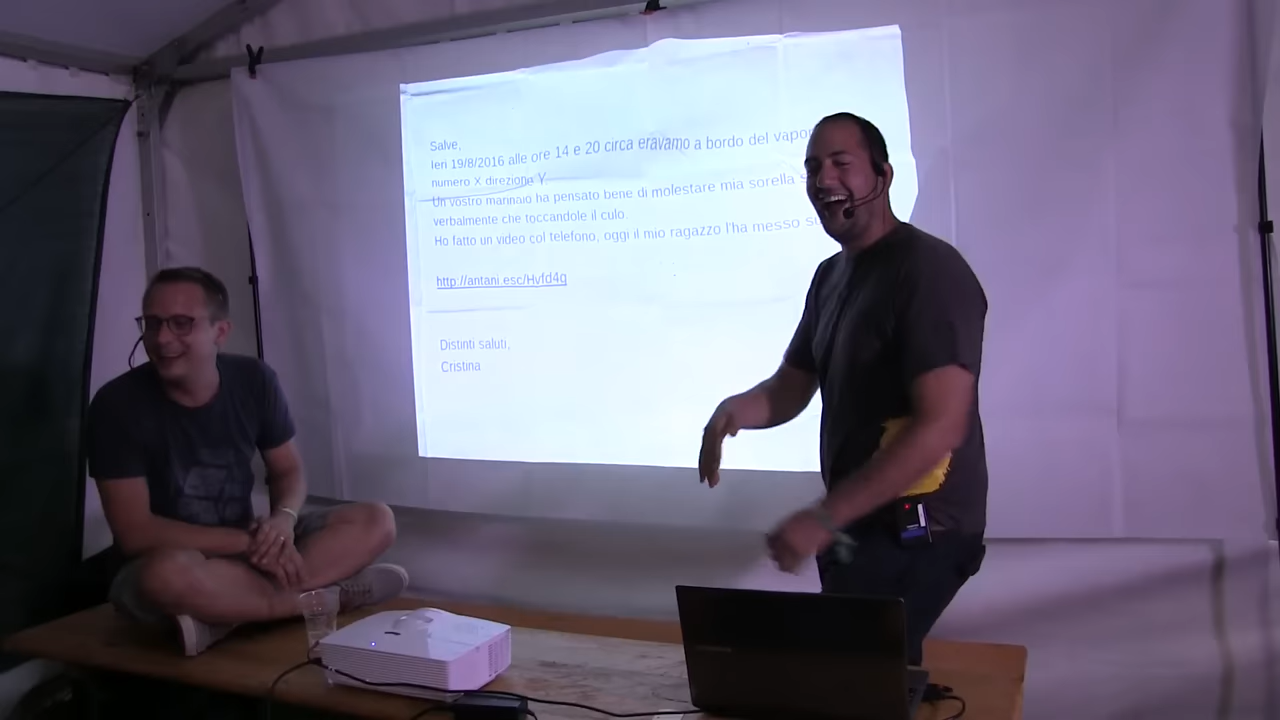 Salve,
Ieri 19/8/2016 alle ore 14 e 20 circa eravamo a bordo del
numero X direzione Y.
Un vostro marinaio ha pensato bene di molestare mia sorella
verbalmente che toccandole il culo.
Ho fatto un video col telefono, oggi il mio ragazzo l'ha messo
http://antani.esc/Hvfd4q
Distinti saluti,
Cristina